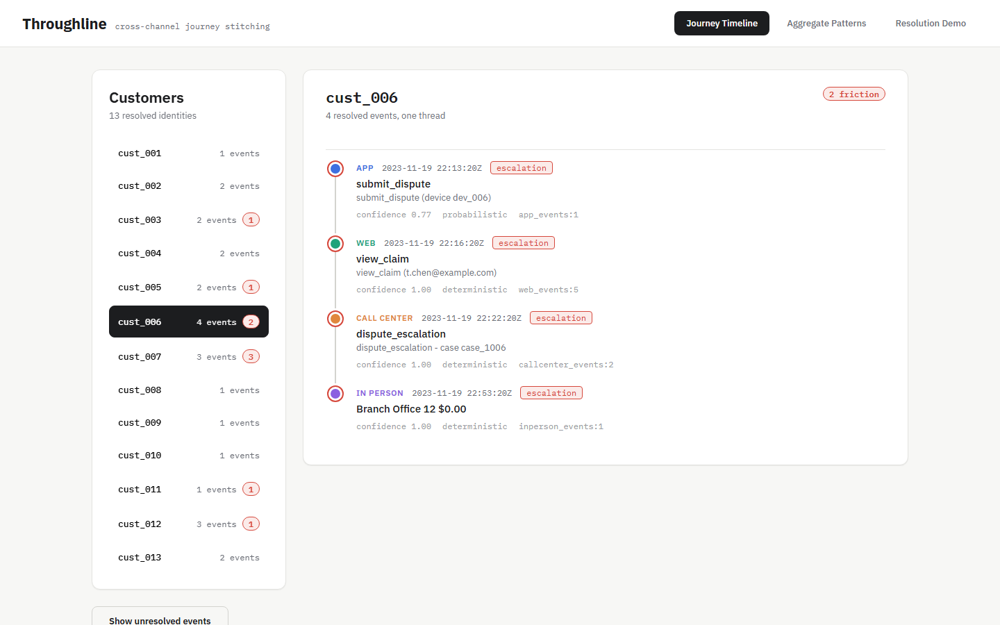 Throughline cross-channel journey stitching
Journey Timeline Aggregate Patterns Resolution Demo
Customers
13 resolved identities
cust_001 1 events
cust_002 2 events
cust_003 2 events 1
cust_004 2 events
cust_005 2 events 1
cust_006 4 events 2
cust_007 3 events 3
cust_008 1 events
cust_009 1 events
cust_010 1 events
cust_011 1 events 1
cust_012 3 events 1
cust_013 2 events
Show unresolved events
cust_006 2 friction
4 resolved events, one thread
APP 2023-11-19 22:13:20Z escalation
submit_dispute
submit_dispute (device dev_006)
confidence 0.77 probabilistic app_events:1
WEB 2023-11-19 22:16:20Z escalation
view_claim
view_claim (t.chen@example.com)
confidence 1.00 deterministic web_events:5
CALL CENTER 2023-11-19 22:22:20Z escalation
dispute_escalation
dispute_escalation - case case_1006
confidence 1.00 deterministic callcenter_events:2
IN PERSON 2023-11-19 22:53:20Z escalation
Branch Office 12 $0.00
confidence 1.00 deterministic inperson_events:1